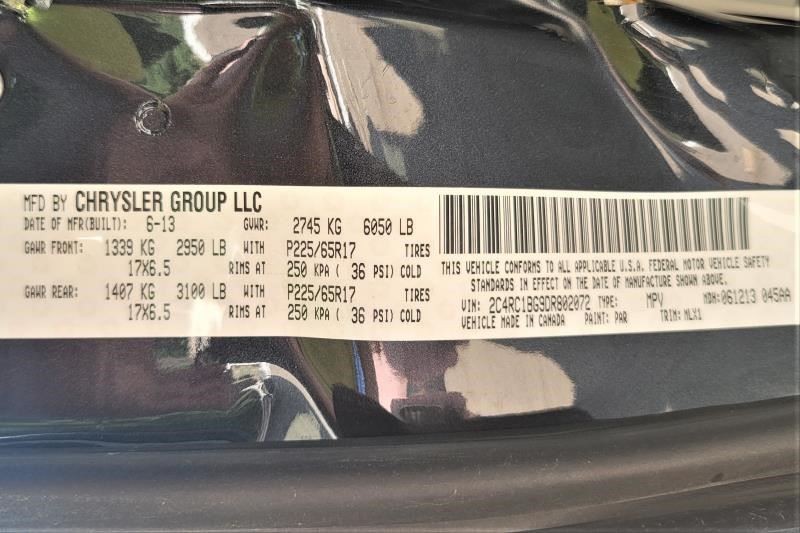 MFD BY CHRYSLER GROUP LLC
DATE OF MFR(BUILT): 6-13 GVWR: 2745 KG 6050 LB
GAWR FRONT: 1339 KG 2950 LB WITH P225/65R17 TIRES
17X6.5 RIMS AT 250 KPA ( 36 PSI) COLD
GAWR REAR: 1407 KG 3100 LB WITH P225/65R17 TIRES
17X6.5 RIMS AT 250 KPA ( 36 PSI) COLD
THIS VEHICLE CONFORMS TO ALL APPLICABLE U.S.A. FEDERAL MOTOR VEHICLE SAFETY
STANDARDS IN EFFECT ON THE DATE OF MANUFACTURE SHOWN ABOVE.
VIN: 2C4RC1BG9DR802072 TYPE: MPV MDH: 061213 045AA
VEHICLE MADE IN CANADA PAINT: PAR TRIM: MLX1